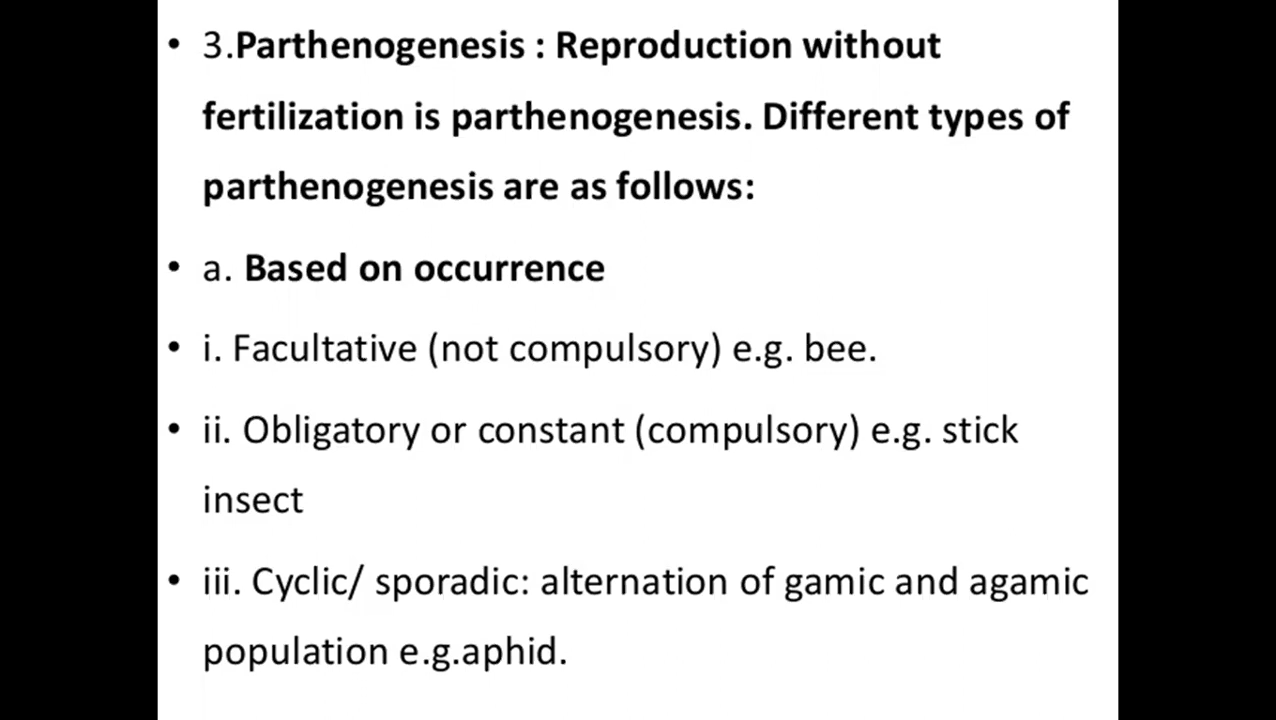 • 3.Parthenogenesis : Reproduction without
fertilization is parthenogenesis. Different types of
parthenogenesis are as follows:
• a. Based on occurrence
• i. Facultative (not compulsory) e.g. bee.
• ii. Obligatory or constant (compulsory) e.g. stick
insect
• iii. Cyclic/ sporadic: alternation of gamic and agamic
population e.g.aphid.